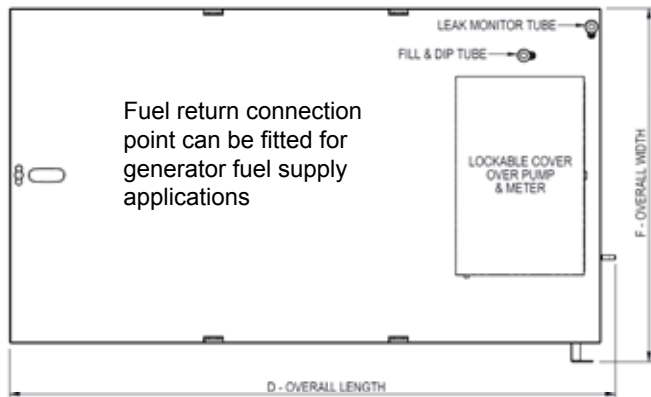 LEAK MONITOR TUBE
FILL & DIP TUBE
Fuel return connection
point can be fitted for
generator fuel supply
applications
LOCKABLE COVER
OVER PUMP
& METER
F - OVERALL WIDTH
D - OVERALL LENGTH